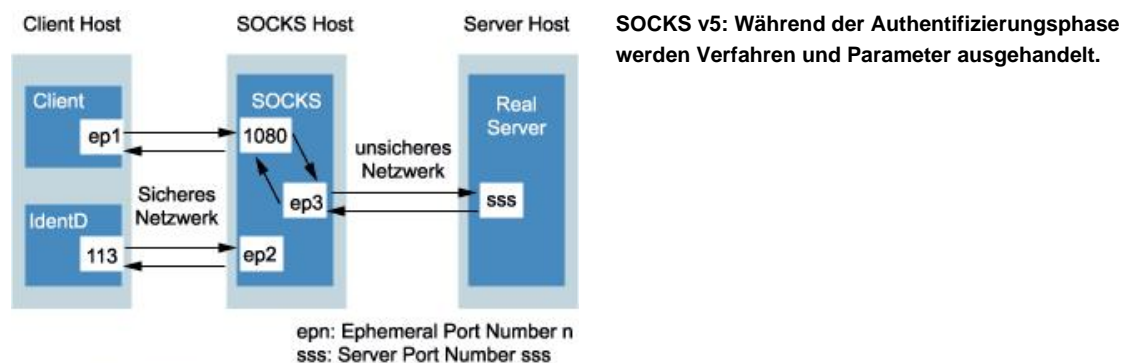 Client Host
SOCKS Host
Server Host
SOCKS v5: Während der Authentifizierungsphase
werden Verfahren und Parameter ausgehandelt.
Client
SOCKS
Real
Server
ep1
1080
unsicheres
Netzwerk
ep3
sss
Sicheres
Netzwerk
IdentD
113
ep2
epn: Ephemeral Port Number n
sss: Server Port Number sss